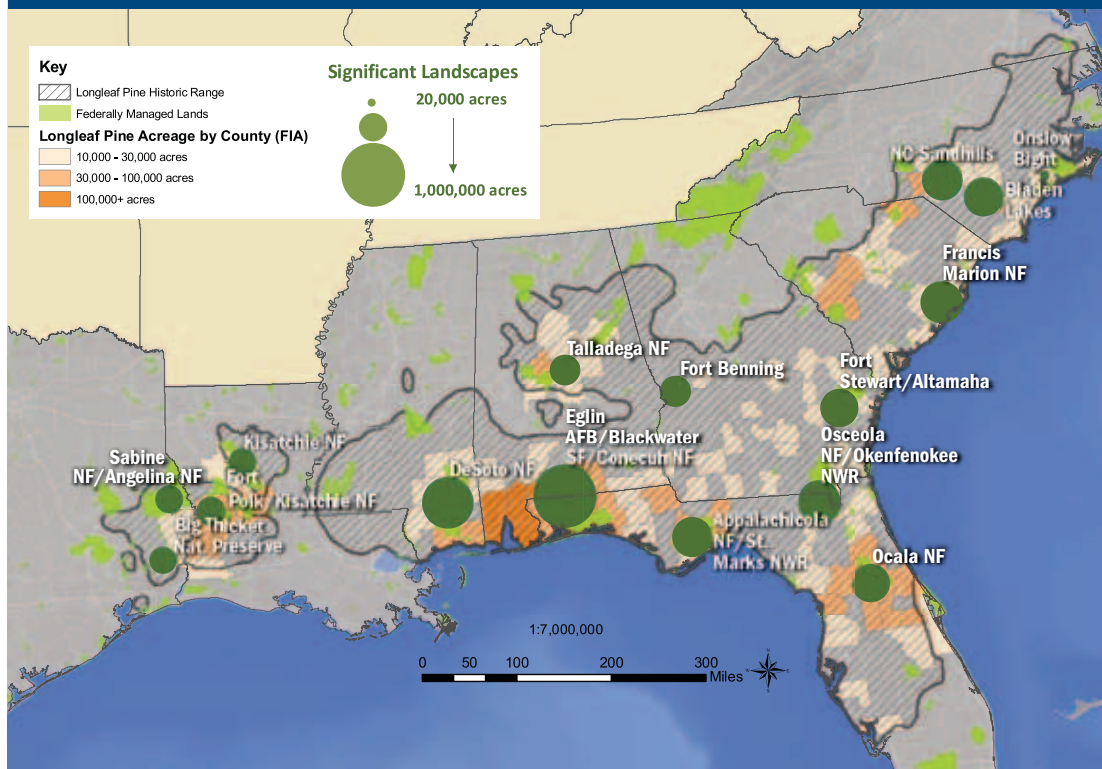 Key
Longleaf Pine Historic Range
Federally Managed Lands
Longleaf Pine Acreage by County (FIA)
10,000 - 30,000 acres
30,000 - 100,000 acres
100,000+ acres
Significant Landscapes
20,000 acres
1,000,000 acres
NC Sandhills
Onslow
Bight
Bladen
Lakes
Francis
Marion NF
Talladega NF
Fort Benning
Fort
Stewart/Altamaha
Eglin
AFB/Blackwater
SF/Conecuh NF
Osceola
NF/Okenfenokee
NWR
Kisatchie NF
Sabine
NF/Angelina NF
Fort
Polk/Kisatchie NF
DeSoto NF
Big Thicket
Nat. Preserve
Appalachicola
NF/St.
Marks NWR
Ocala NF
1:7,000,000
0 50 100 200 300
Miles
N